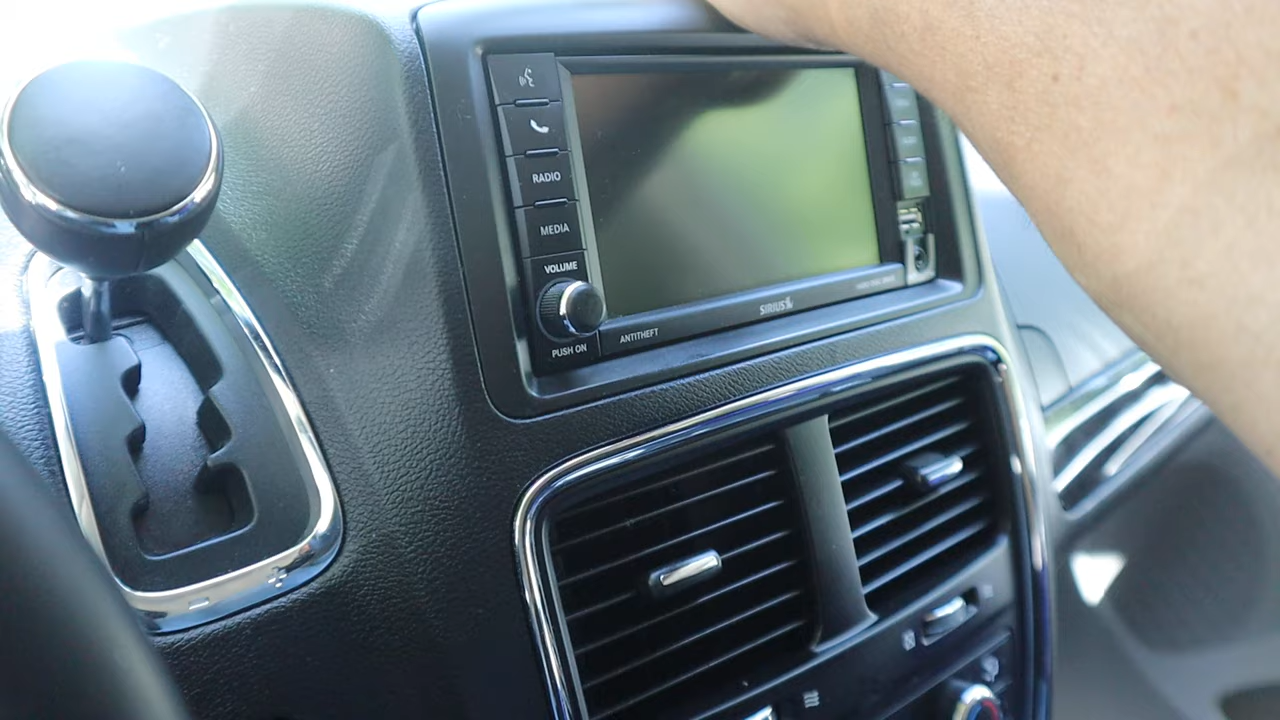 RADIO
MEDIA
VOLUME
PUSH ON
ANTITHEFT
SIRIUS
- +